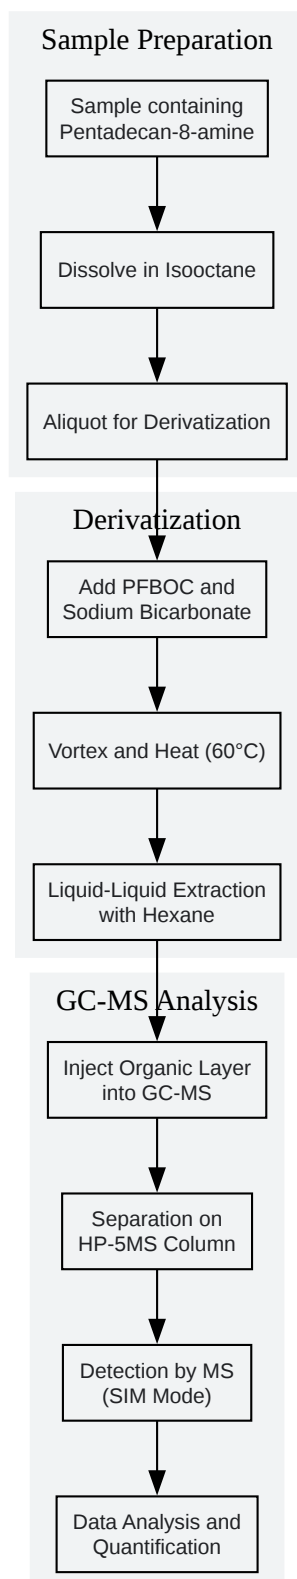 Sample Preparation
Sample containing
Pentadecan-8-amine
Dissolve in Isooctane
Aliquot for Derivatization
Derivatization
Add PFBOC and
Sodium Bicarbonate
Vortex and Heat (60°C)
Liquid-Liquid Extraction
with Hexane
GC-MS Analysis
Inject Organic Layer
into GC-MS
Separation on
HP-5MS Column
Detection by MS
(SIM Mode)
Data Analysis and
Quantification